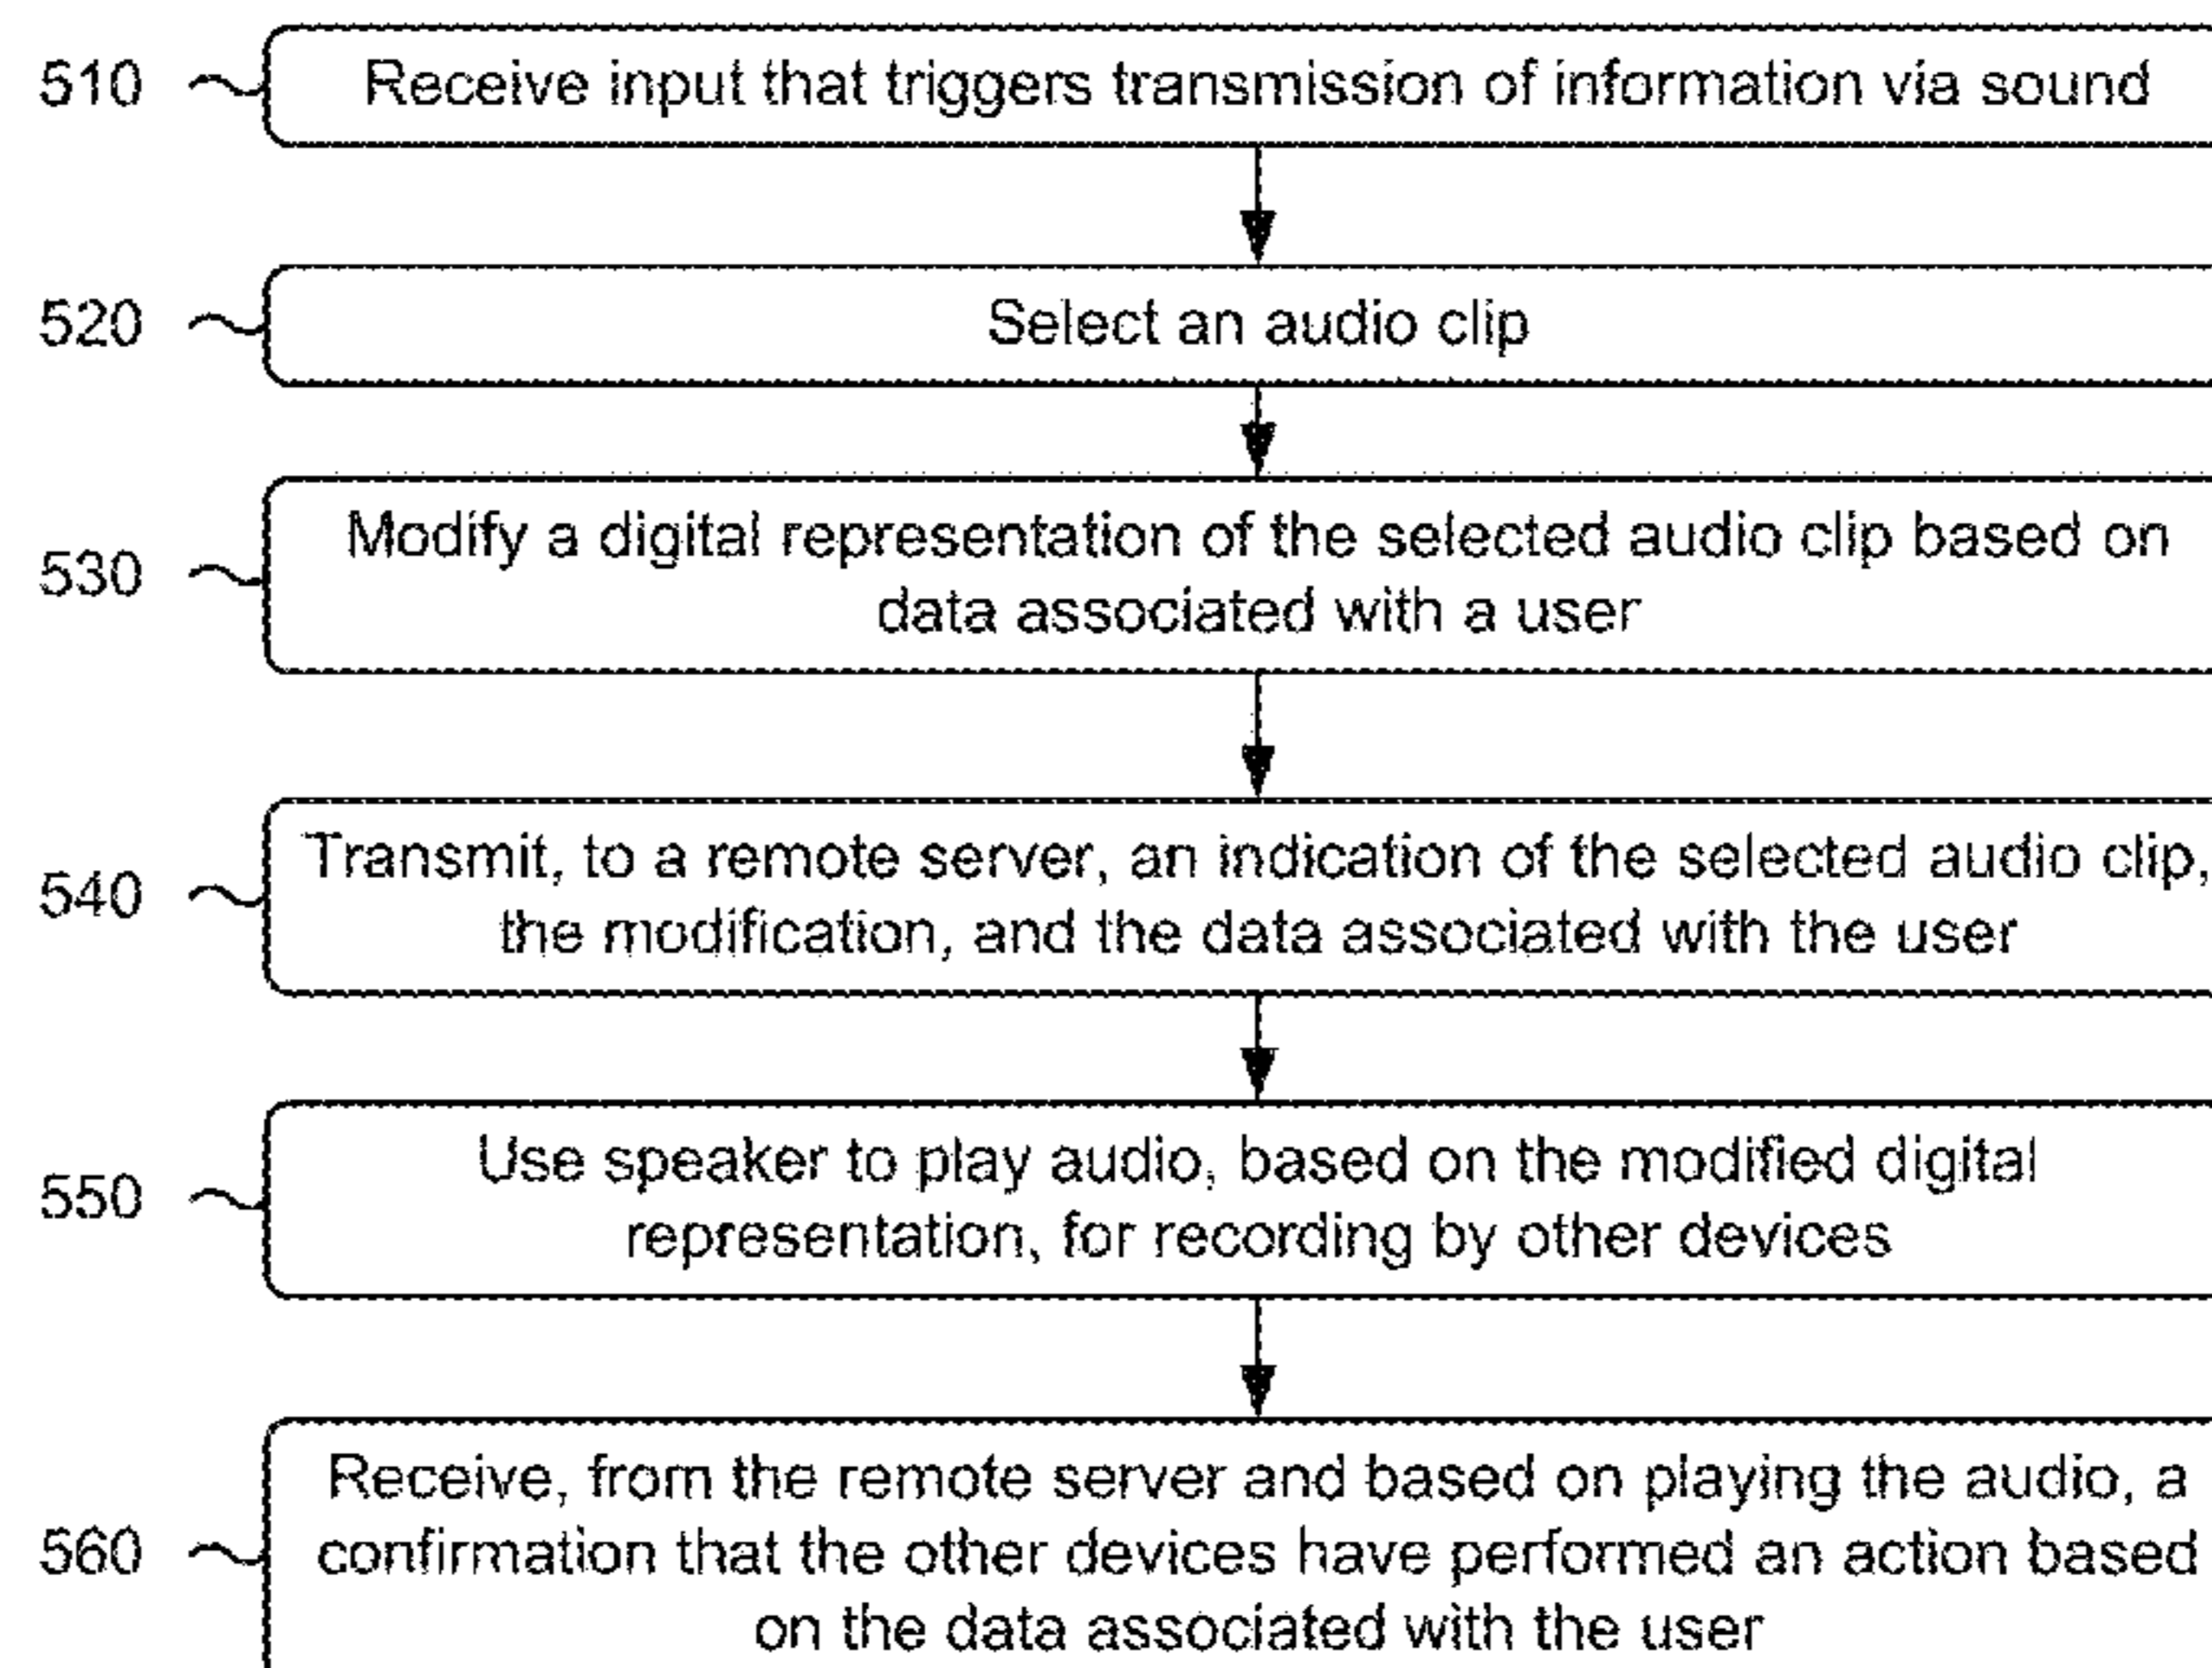 510 Receive input that triggers transmission of information via sound
520 Select an audio clip
530 Modify a digital representation of the selected audio clip based on
data associated with a user
540 Transmit, to a remote server, an indication of the selected audio clip,
the modification, and the data associated with the user
550 Use speaker to play audio, based on the modified digital
representation, for recording by other devices
560 Receive, from the remote server and based on playing the audio, a
confirmation that the other devices have performed an action based
on the data associated with the user